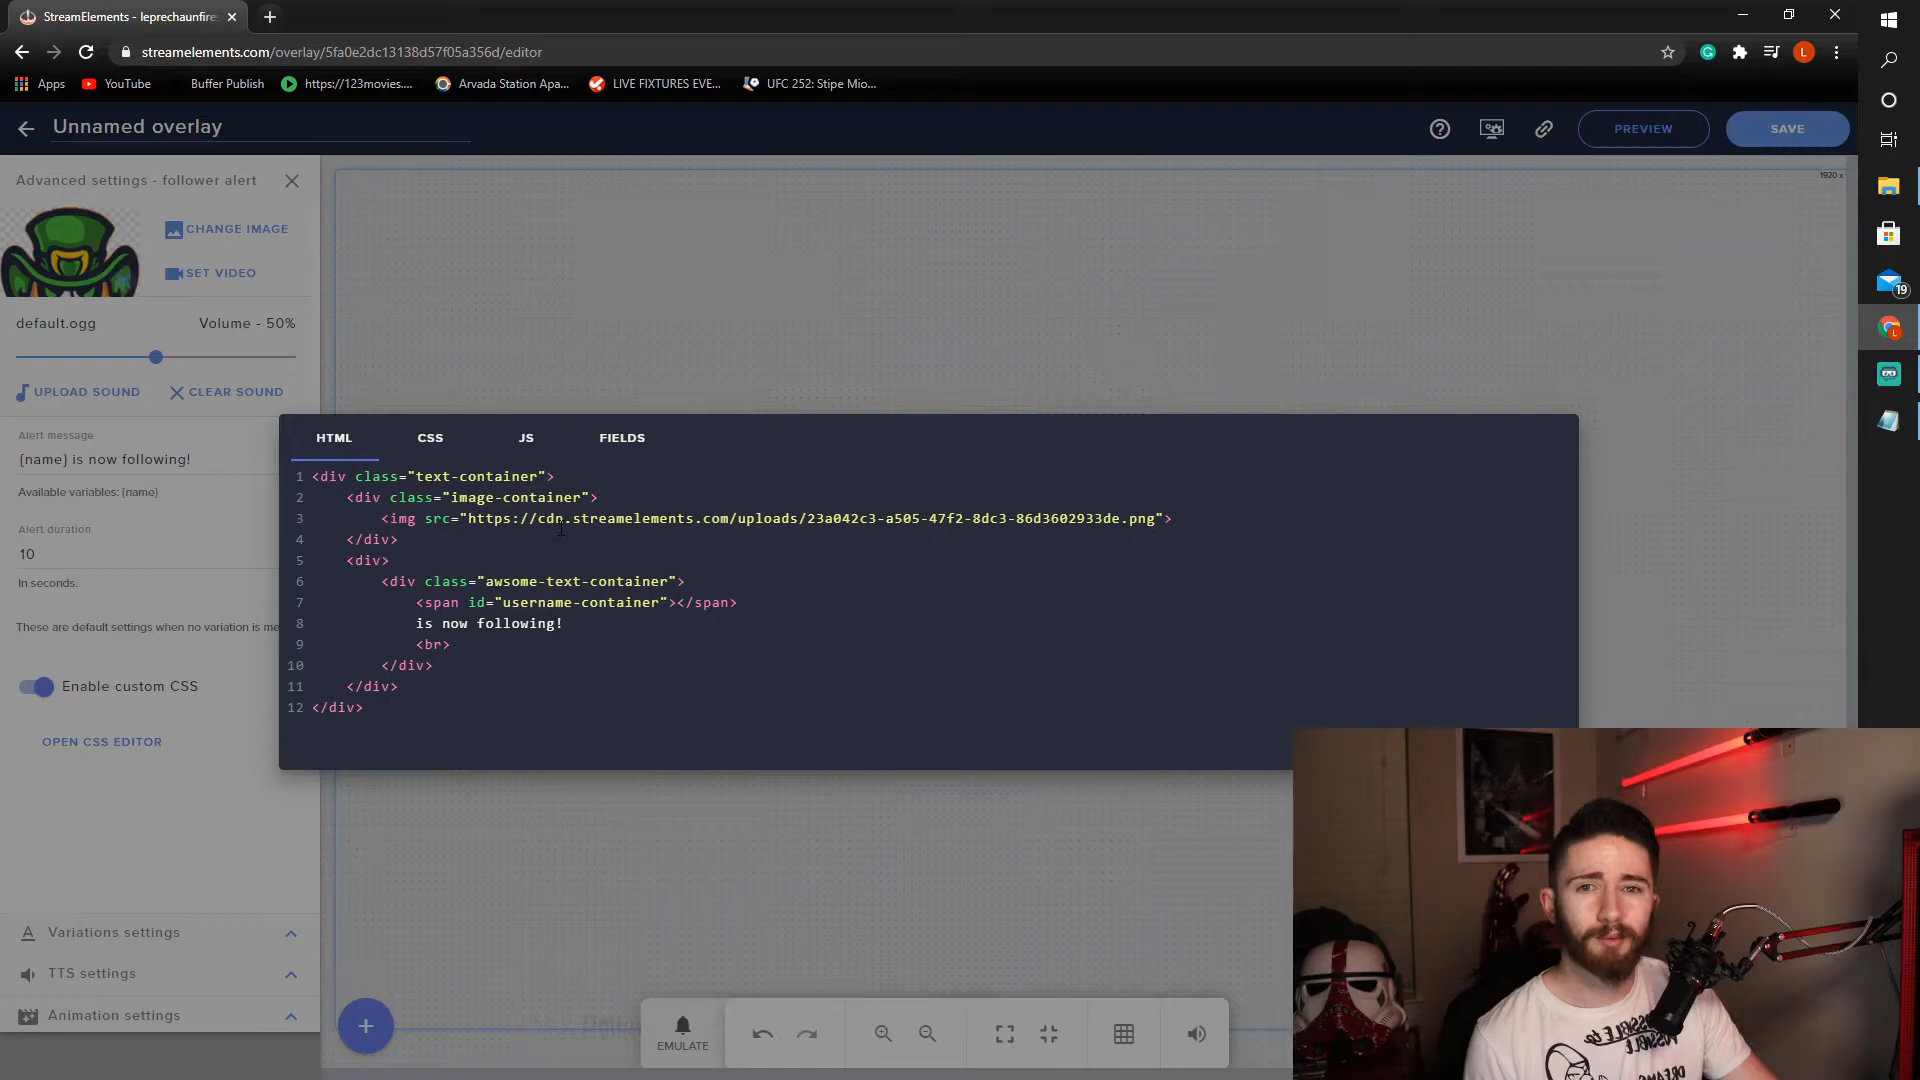 StreamElements - leprechaunfire
streamelements.com/overlay/5fa0e2dc13138d57f05a356d/editor
Apps YouTube Buffer Publish https://123movies.... Arvada Station Apa... LIVE FIXTURES EVE... UFC 252: Stipe Mio...
Unnamed overlay
PREVIEW
SAVE
Advanced settings - follower alert
1920 x
CHANGE IMAGE
SET VIDEO
default.ogg Volume - 50%
UPLOAD SOUND CLEAR SOUND
Alert message
{name} is now following!
Available variables: {name}
Alert duration
10
In seconds.
These are default settings when no variation is me
Enable custom CSS
OPEN CSS EDITOR
Variations settings
TTS settings
Animation settings
HTML CSS JS FIELDS
1 <div class="text-container">
2 <div class="image-container">
3 <img src="https://cdn.streamelements.com/uploads/23a042c3-a505-47f2-8dc3-86d3602933de.png">
4 </div>
5 <div>
6 <div class="awsome-text-container">
7 <span id="username-container"></span>
8 is now following!
9 <br>
10 </div>
11 </div>
12 </div>
EMULATE
19
L
L